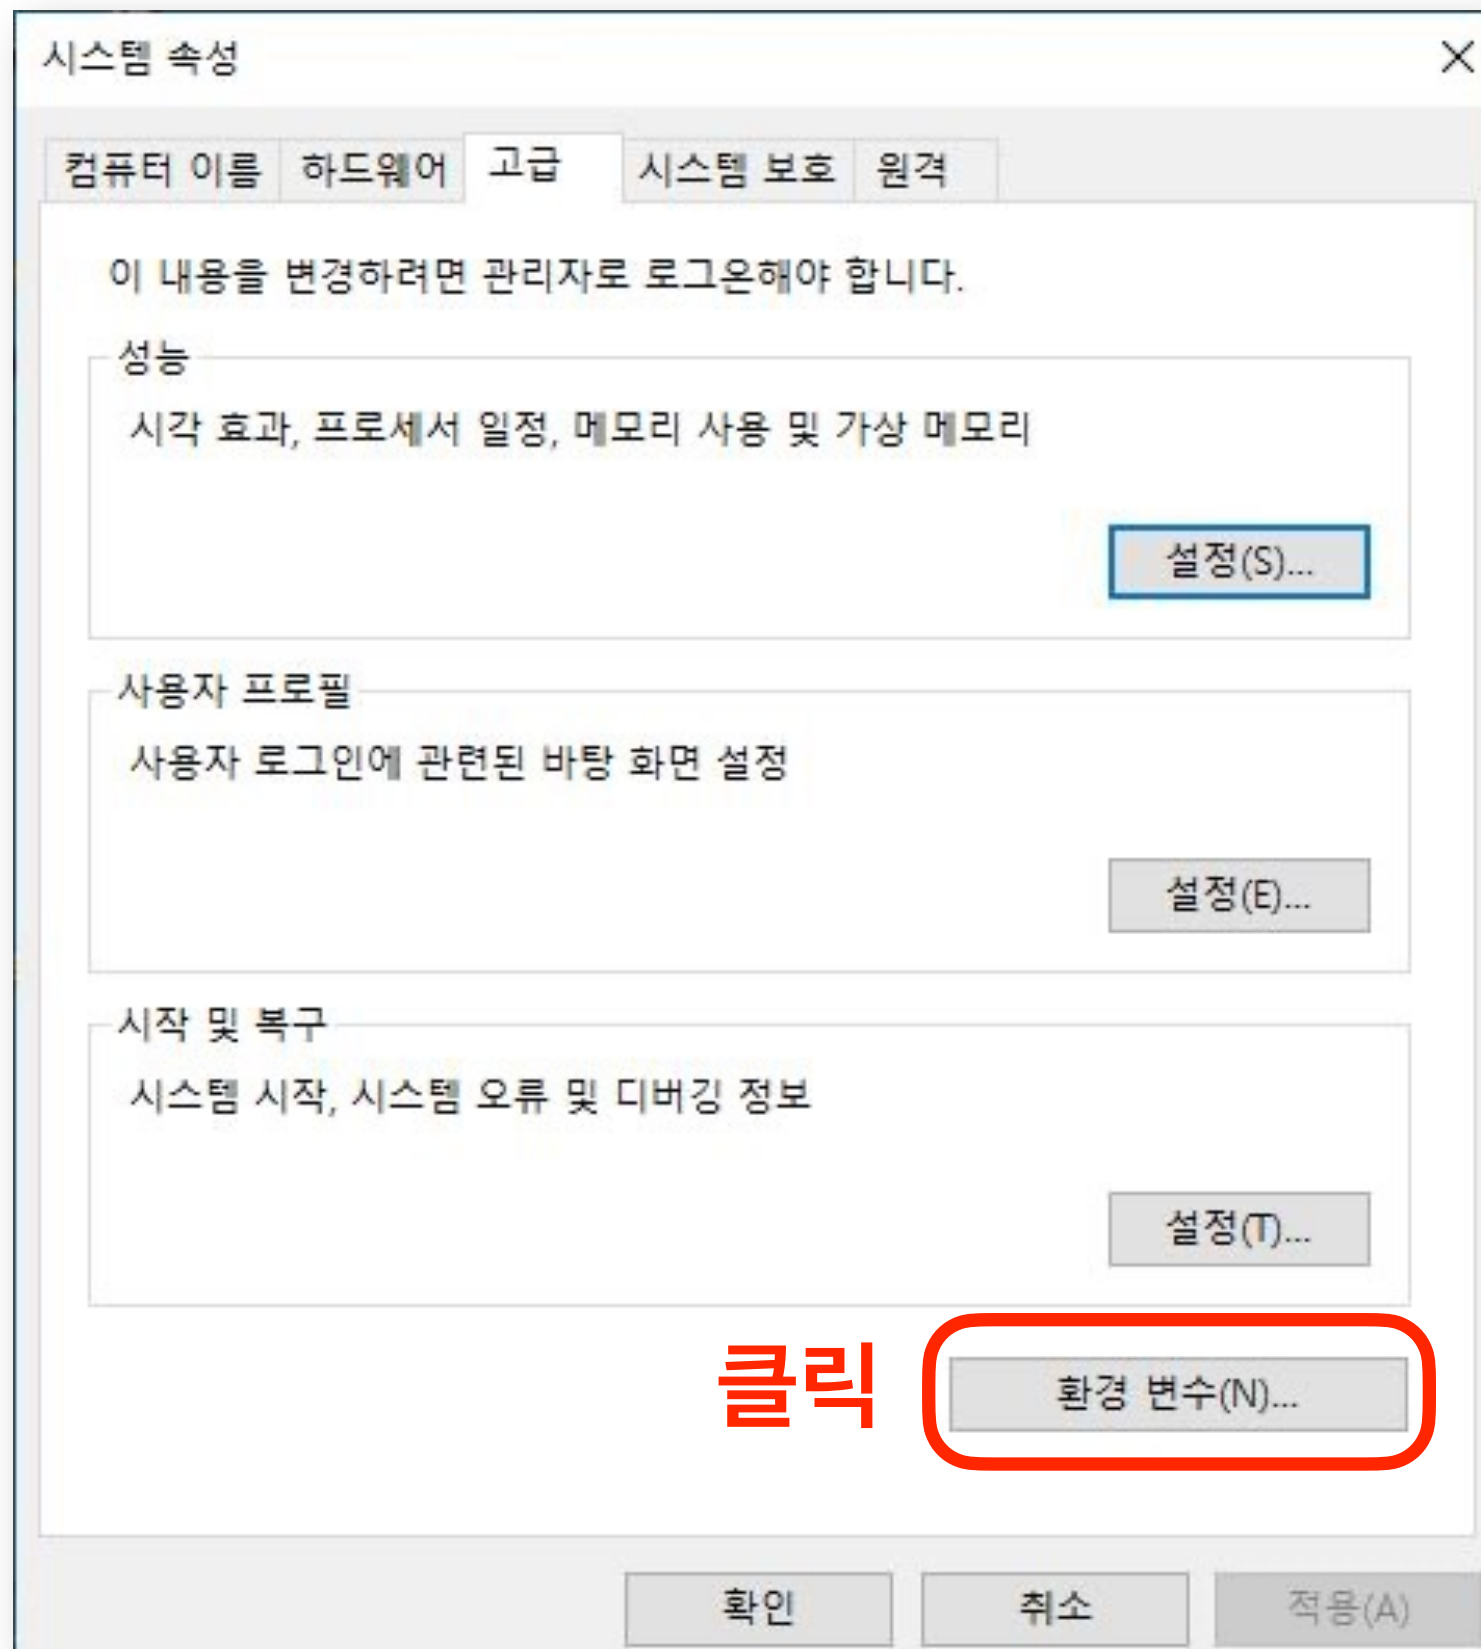 시스템 속성
컴퓨터 이름 하드웨어 고급 시스템 보호 원격
이 내용을 변경하려면 관리자로 로그온해야 합니다.
성능
시각 효과, 프로세서 일정, 메모리 사용 및 가상 메모리
설정(S)...
사용자 프로필
사용자 로그인에 관련된 바탕 화면 설정
설정(E)...
시작 및 복구
시스템 시작, 시스템 오류 및 디버깅 정보
설정(T)...
클릭 환경 변수(N)...
확인 취소 적용(A)